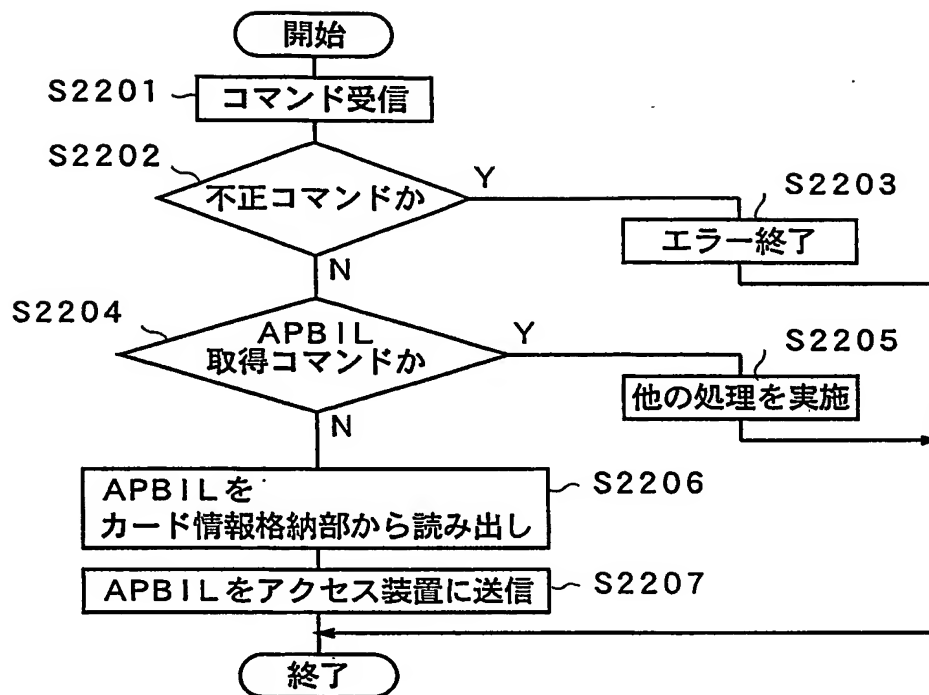 開始
S2201
コマンド受信
S2202
不正コマンドか
Y
S2203
エラー終了
N
S2204
APBIL
取得コマンドか
Y
S2205
他の処理を実施
N
APBILを
カード情報格納部から読み出し
S2206
APBILをアクセス装置に送信
S2207
終了